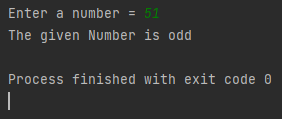 Enter a number = 51
The given Number is odd
Process finished with exit code 0